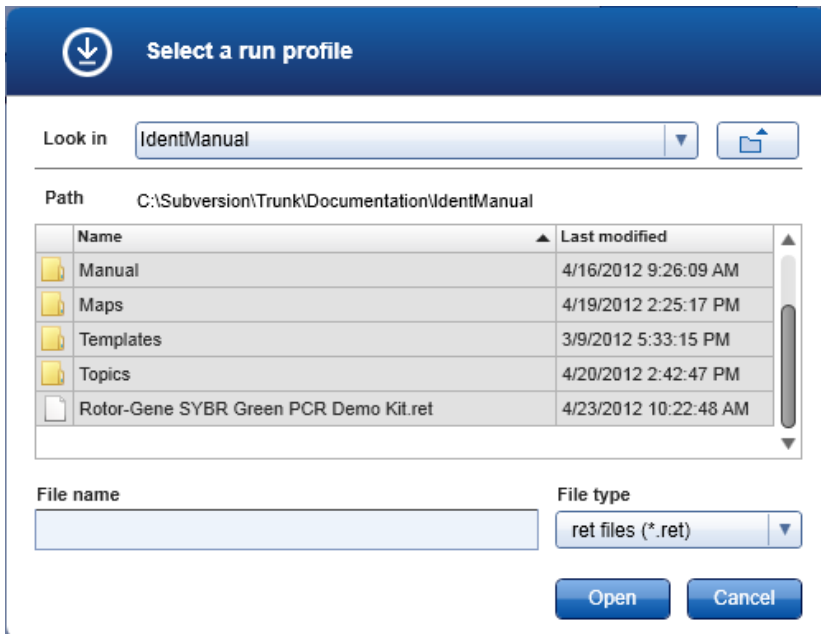 Select a run profile
Look in IdentManual
Path C:\Subversion\Trunk\Documentation\IdentManual
Name Last modified
Manual 4/16/2012 9:26:09 AM
Maps 4/19/2012 2:25:17 PM
Templates 3/9/2012 5:33:15 PM
Topics 4/20/2012 2:42:47 PM
Rotor-Gene SYBR Green PCR Demo Kit.ret 4/23/2012 10:22:48 AM
File name File type
ret files (*.ret)
Open Cancel